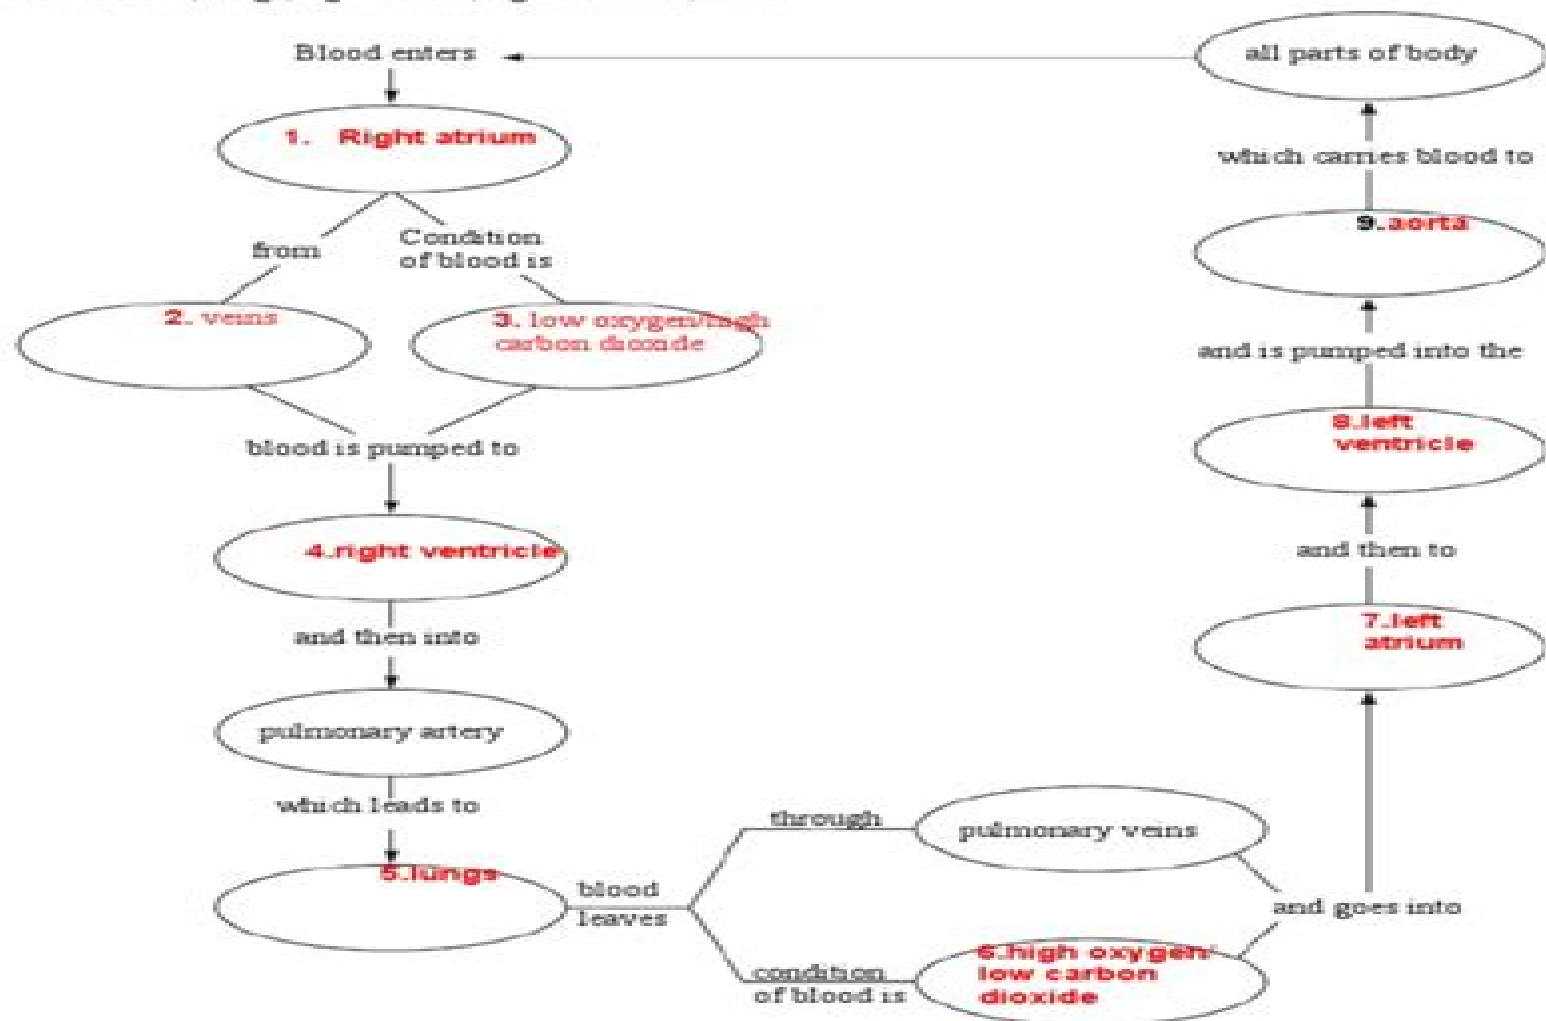 Blood enters
all parts of body
1. Right atrium
which carries blood to
9.aorta
from
Condition
of blood is
2. veins
3. low oxygen/high
carbon dioxide
and is pumped into the
8.left
ventricle
blood is pumped to
4.right ventricle
and then to
7.left
atrium
and then into
pulmonary artery
which leads to
through
pulmonary veins
5.lungs
blood
leaves
and goes into
condition
of blood is
6.high oxygen/
low carbon
dioxide